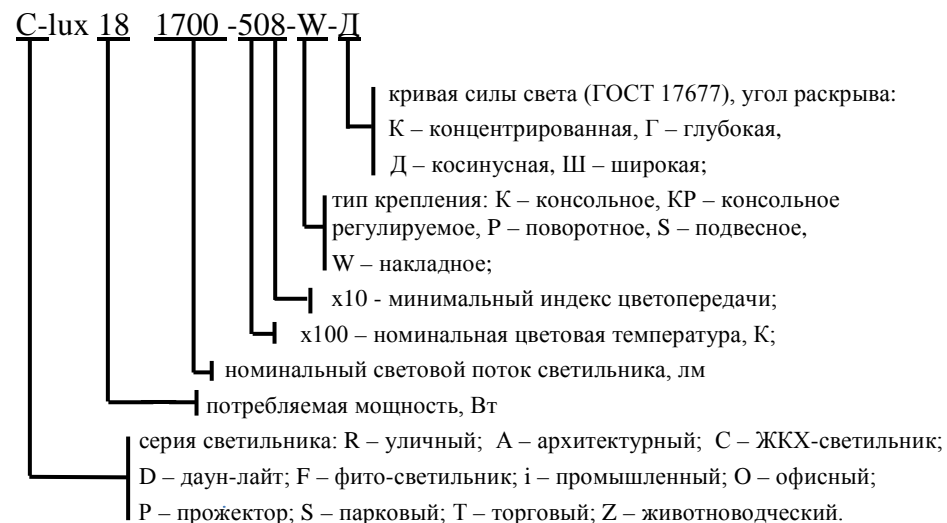 C-lux 18 1700 -508-W-Д
кривая силы света (ГОСТ 17677), угол раскрыва:
К – концентрированная, Г – глубокая,
Д – косинусная, Ш – широкая;
тип крепления: К – консольное, КР – консольное
регулируемое, Р – поворотное, S – подвесное,
W – накладное;
х10 - минимальный индекс цветопередачи;
х100 – номинальная цветовая температура, К;
номинальный световой поток светильника, лм
потребляемая мощность, Вт
серия светильника: R – уличный; А – архитектурный; С – ЖКХ-светильник;
D – даун-лайт; F – фито-светильник; i – промышленный; О – офисный;
P – прожектор; S – парковый; Т – торговый; Z – животноводческий.